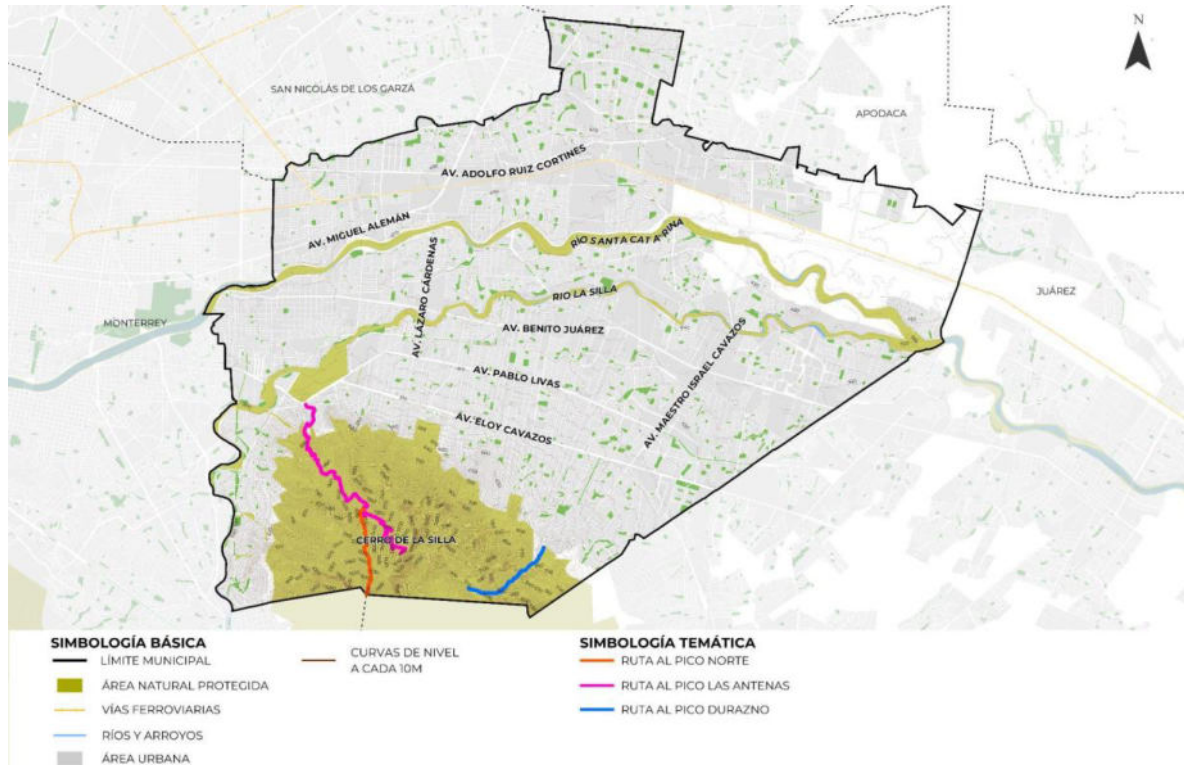 N
SAN NICOLÁS DE LOS GARZA
APODACA
AV. ADOLFO RUIZ CORTINES
AV. MIGUEL ALEMÁN
RÍO SANTA CATARINA
AV. LÁZARO CÁRDENAS
RIO LA SILLA
JUÁREZ
MONTERREY
AV. BENITO JUÁREZ
AV. PABLO LIVAS
AV. MAESTRO ISRAEL CAVAZOS
AV. ELOY CAVAZOS
CERRO DE LA SILLA
SIMBOLOGÍA BÁSICA
LÍMITE MUNICIPAL
ÁREA NATURAL PROTEGIDA
VÍAS FERROVIARIAS
RÍOS Y ARROYOS
ÁREA URBANA
CURVAS DE NIVEL
A CADA 10M
SIMBOLOGÍA TEMÁTICA
RUTA AL PICO NORTE
RUTA AL PICO LAS ANTENAS
RUTA AL PICO DURAZNO